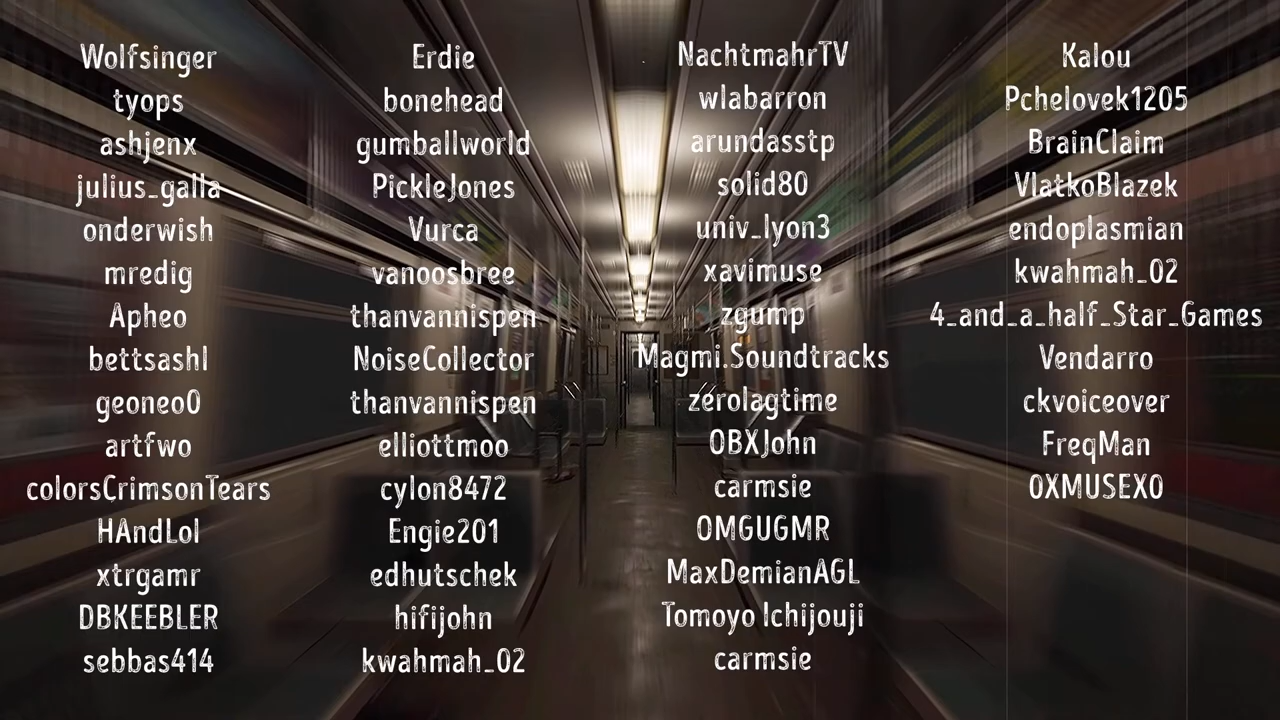 Wolfsinger
tyops
ashjenx
julius_galla
onderwish
mredig
Apheo
bettsashl
geoneo0
artfwo
colorsCrimsonTears
HAndLol
xtrgamr
DBKEEBLER
sebbas414
Erdie
bonehead
gumballworld
PickleJones
Vurca
vanoosbree
thanvannispen
NoiseCollector
thanvannispen
elliottmoo
cylon8472
Engie201
edhutschek
hifijohn
kwahmah_02
NachtmahrTV
wlabarron
arundasstp
solid80
univ_lyon3
xavimuse
zgump
Magmi.Soundtracks
zerolagtime
OBXJohn
carmsie
OMGUGMR
MaxDemianAGL
Tomoyo Ichijouji
carmsie
Kalou
Pchelovek1205
BrainClaim
VlatkoBlazek
endoplasmian
kwahmah_02
4_and_a_half_Star_Games
Vendarro
ckvoiceover
FreqMan
0XMUSEX0